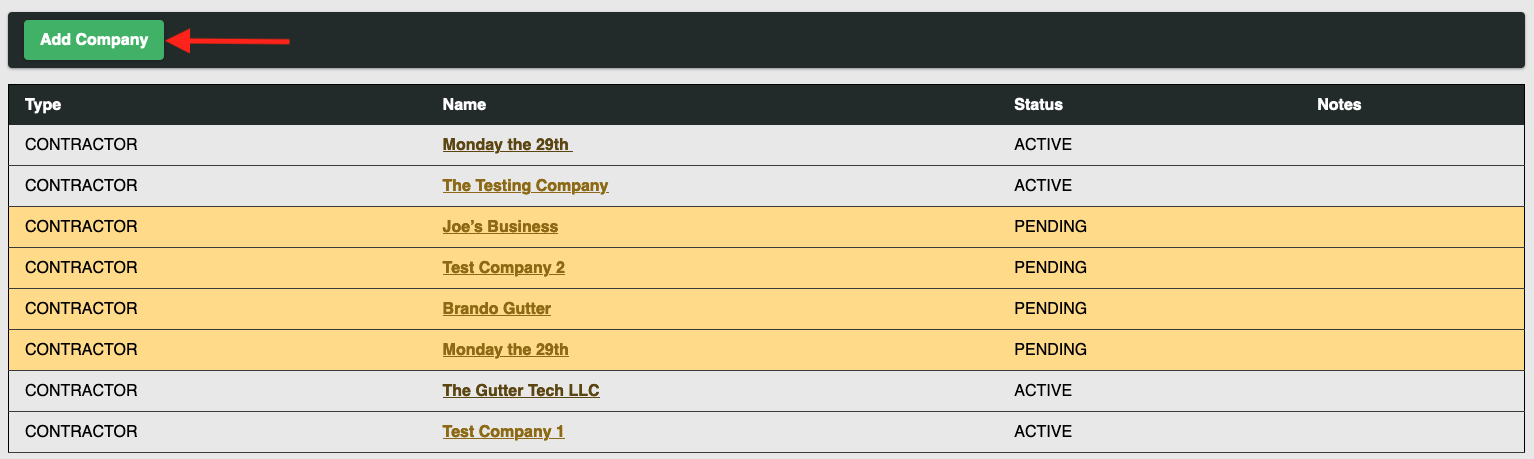 Add Company
Type Name Status Notes
CONTRACTOR Monday the 29th ACTIVE
CONTRACTOR The Testing Company ACTIVE
CONTRACTOR Joe’s Business PENDING
CONTRACTOR Test Company 2 PENDING
CONTRACTOR Brando Gutter PENDING
CONTRACTOR Monday the 29th PENDING
CONTRACTOR The Gutter Tech LLC ACTIVE
CONTRACTOR Test Company 1 ACTIVE